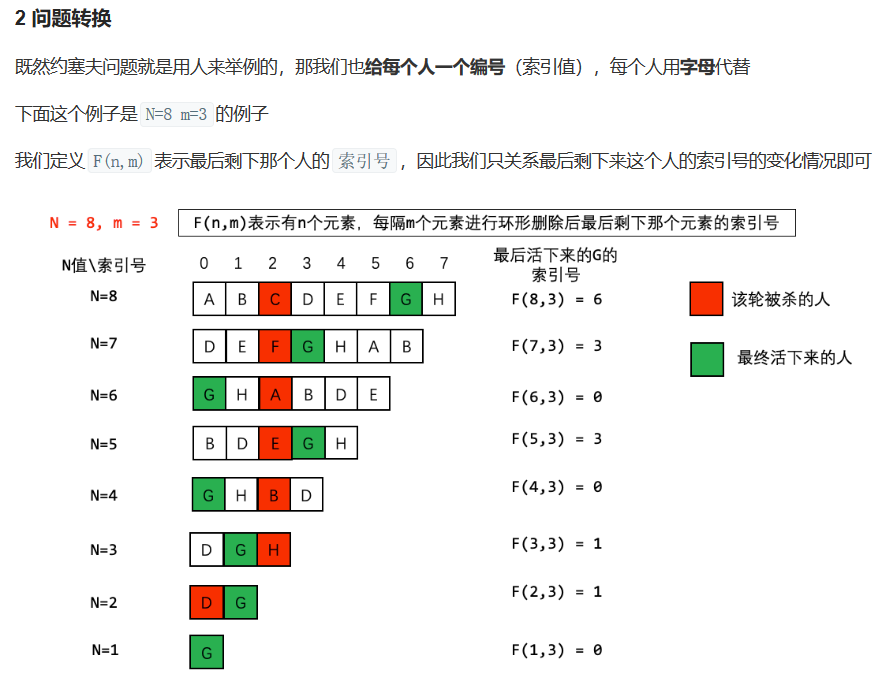 2 问题转换
既然约塞夫问题就是用人来举例的，那我们也给每个人一个编号（索引值），每个人用字母代替
下面这个例子是 N=8 m=3 的例子
我们定义 F(n,m) 表示最后剩下那个人的 索引号 ，因此我们只关系最后剩下来这个人的索引号的变化情况即可
N = 8, m = 3 F(n,m)表示有n个元素，每隔m个元素进行环形删除后最后剩下那个元素的索引号
N值\索引号 0 1 2 3 4 5 6 7 最后活下来的G的
索引号
N=8 A B C D E F G H F(8,3) = 6 该轮被杀的人
N=7 D E F G H A B F(7,3) = 3 最终活下来的人
N=6 G H A B D E F(6,3) = 0
N=5 B D E G H F(5,3) = 3
N=4 G H B D F(4,3) = 0
N=3 D G H F(3,3) = 1
N=2 D G F(2,3) = 1
N=1 G F(1,3) = 0